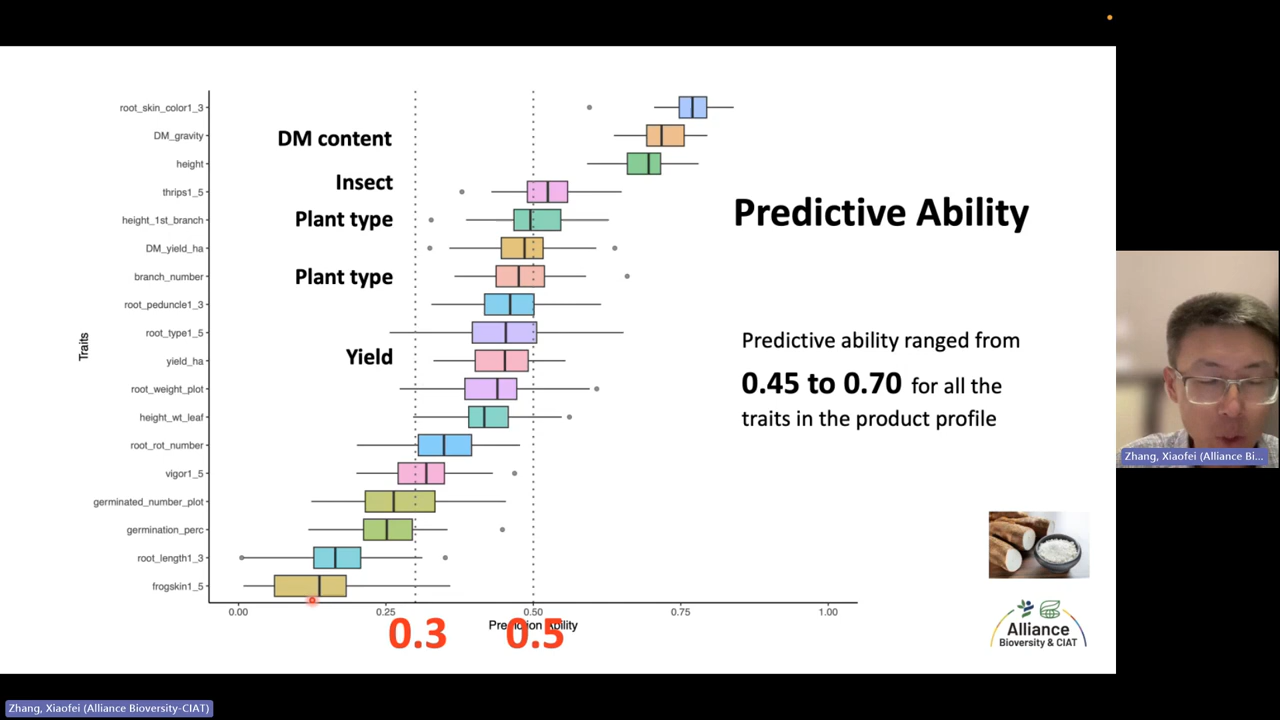 root_skin_color1_3
DM_gravity
height
thrips1_5
height_1st_branch
DM_yield_ha
branch_number
root_peduncle1_3
root_type1_5
yield_ha
root_weight_plot
height_wt_leaf
root_rot_number
vigor1_5
germinated_number_plot
germination_perc
root_length1_3
frogskin1_5
Traits
DM content
Insect
Plant type
Plant type
Yield
0.00
0.25
0.50
0.75
1.00
Prediction Ability
0.3
0.5
Predictive Ability
Predictive ability ranged from
0.45 to 0.70 for all the
traits in the product profile
Alliance
Bioversity & CIAT
Zhang, Xiaofei (Alliance Bi...
Zhang, Xiaofei (Alliance Bioversity-CIAT)